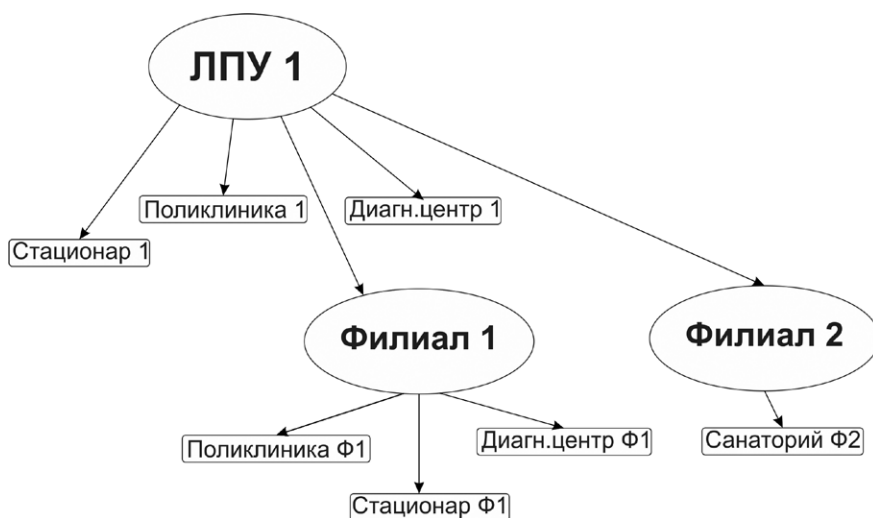 ЛПУ 1
Поликлиника 1
Диагн.центр 1
Стационар 1
Филиал 1
Филиал 2
Поликлиника Ф1
Диагн.центр Ф1
Санаторий Ф2
Стационар Ф1